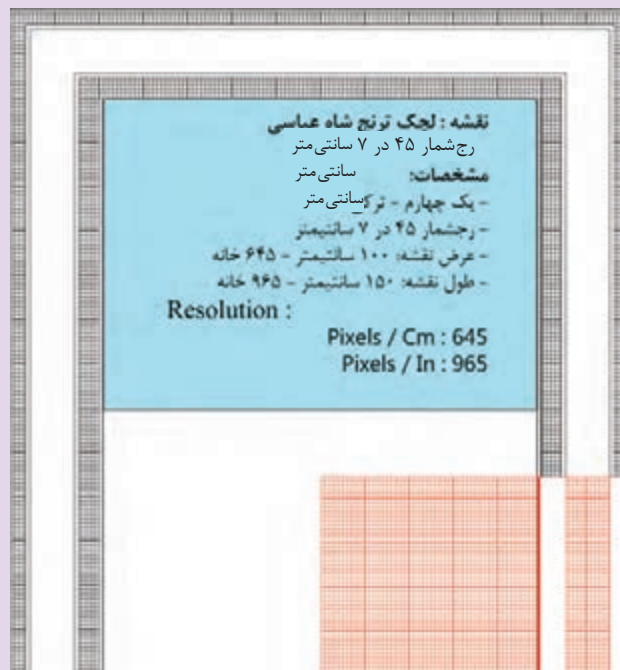 نقشه : لچک ترنج شاه عباسی
رج‌شمار ۴۵ در ۷ سانتی‌متر
سانتی‌متر
مشخصات:
- یک چهارم - ترک سانتی‌متر
- رجشمار ۴۵ در ۷ سانتیمتر
- عرض نقشه: ۱۰۰ سانتیمتر - ۶۴۵ خانه
- طول نقشه: ۱۵۰ سانتیمتر - ۹۶۵ خانه
Resolution :
Pixels / Cm : 645
Pixels / In : 965